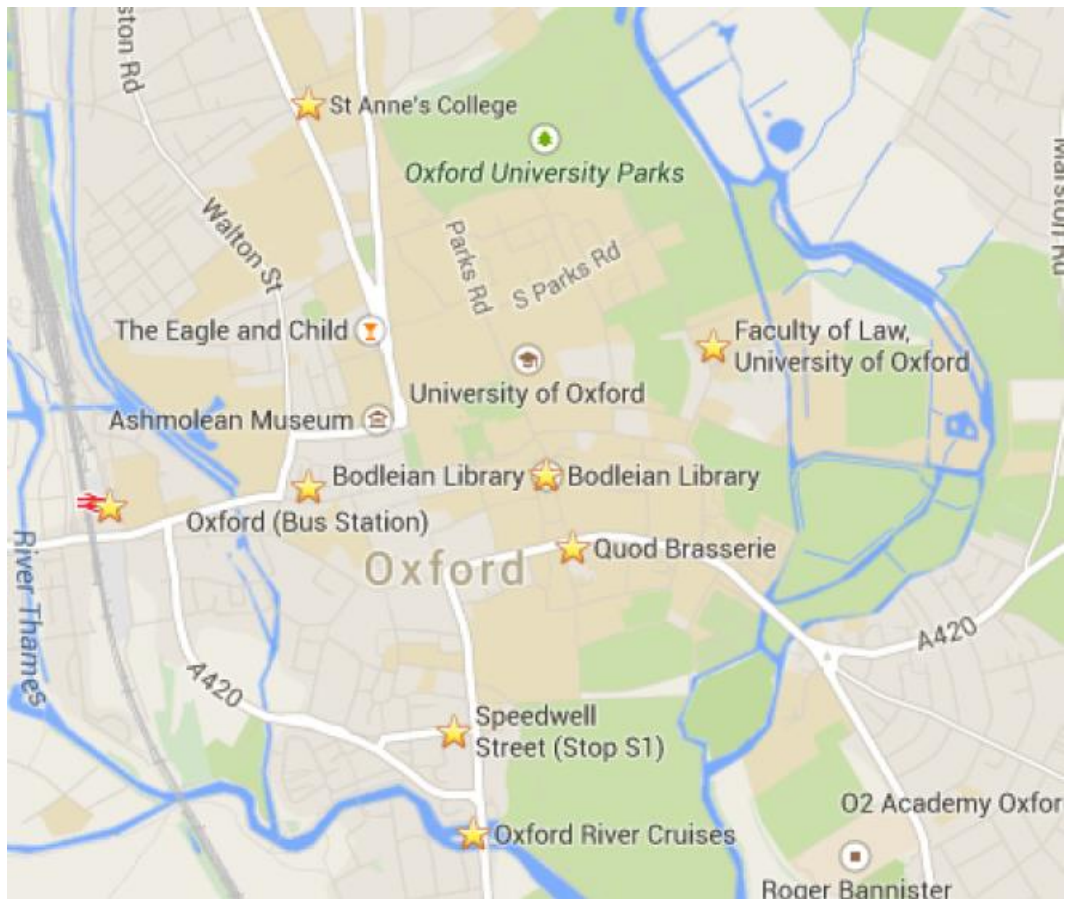 ston Rd
St Anne's College
Oxford University Parks
Marston Rd
Walton St
Parks Rd
S Parks Rd
The Eagle and Child
Faculty of Law,
University of Oxford
University of Oxford
Ashmolean Museum
Bodleian Library
Bodleian Library
Oxford (Bus Station)
Oxford
Quod Brasserie
River Thames
A420
A420
Speedwell
Street (Stop S1)
O2 Academy Oxfor
Oxford River Cruises
Roger Bannister